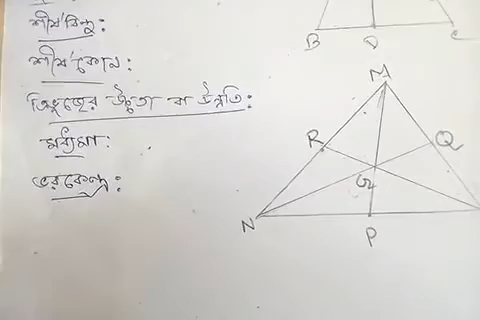 শীর্ষবিন্দু:
শীর্ষকোন:
ত্রিভুজের উচ্চতা বা উন্নতি:
মধ্যমা:
ভরকেন্দ্র:
B D C
M
R Q
G
N P